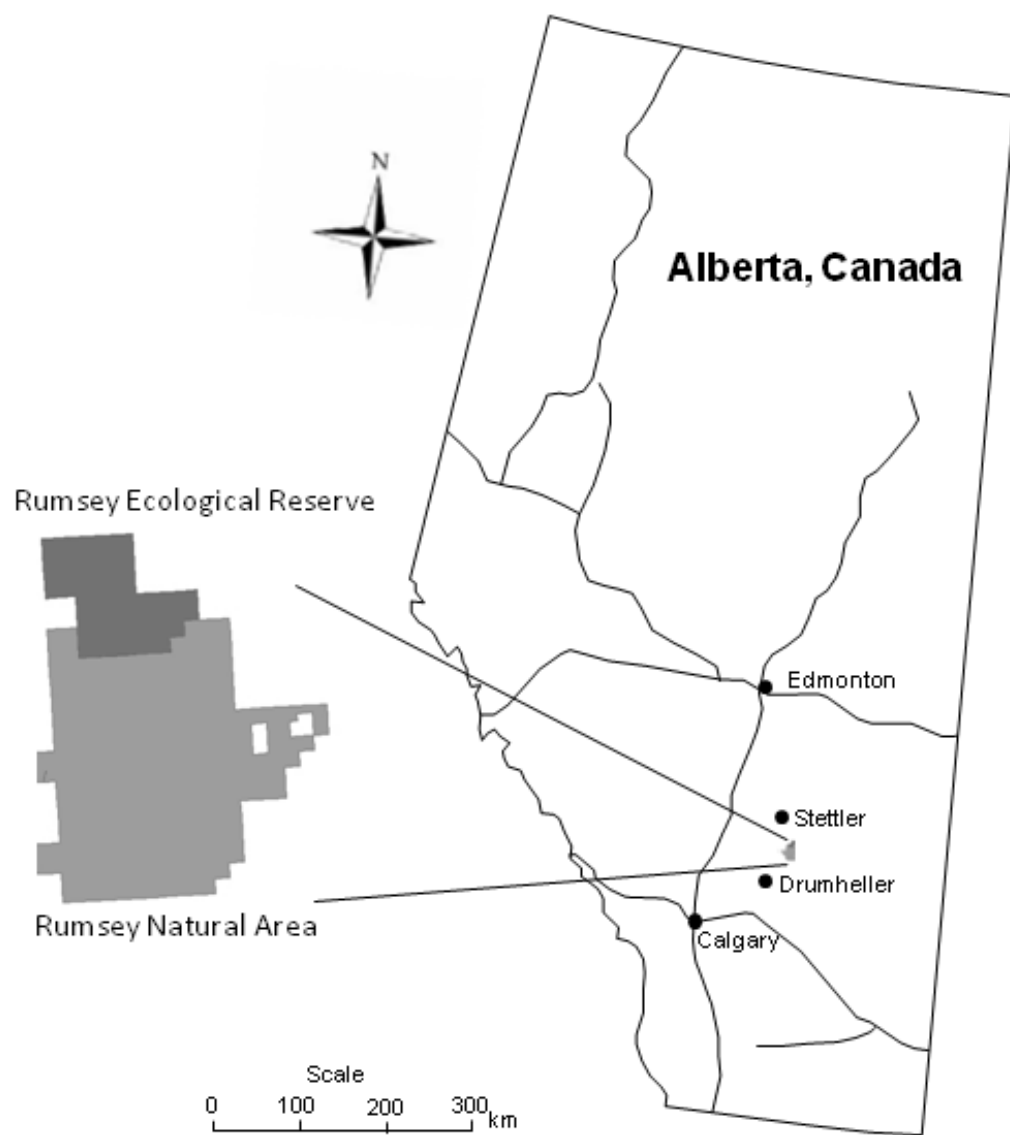 N
Alberta, Canada
Rumsey Ecological Reserve
Edmonton
Stettler
Drumheller
Rumsey Natural Area
Calgary
Scale
0 100 200 300 km